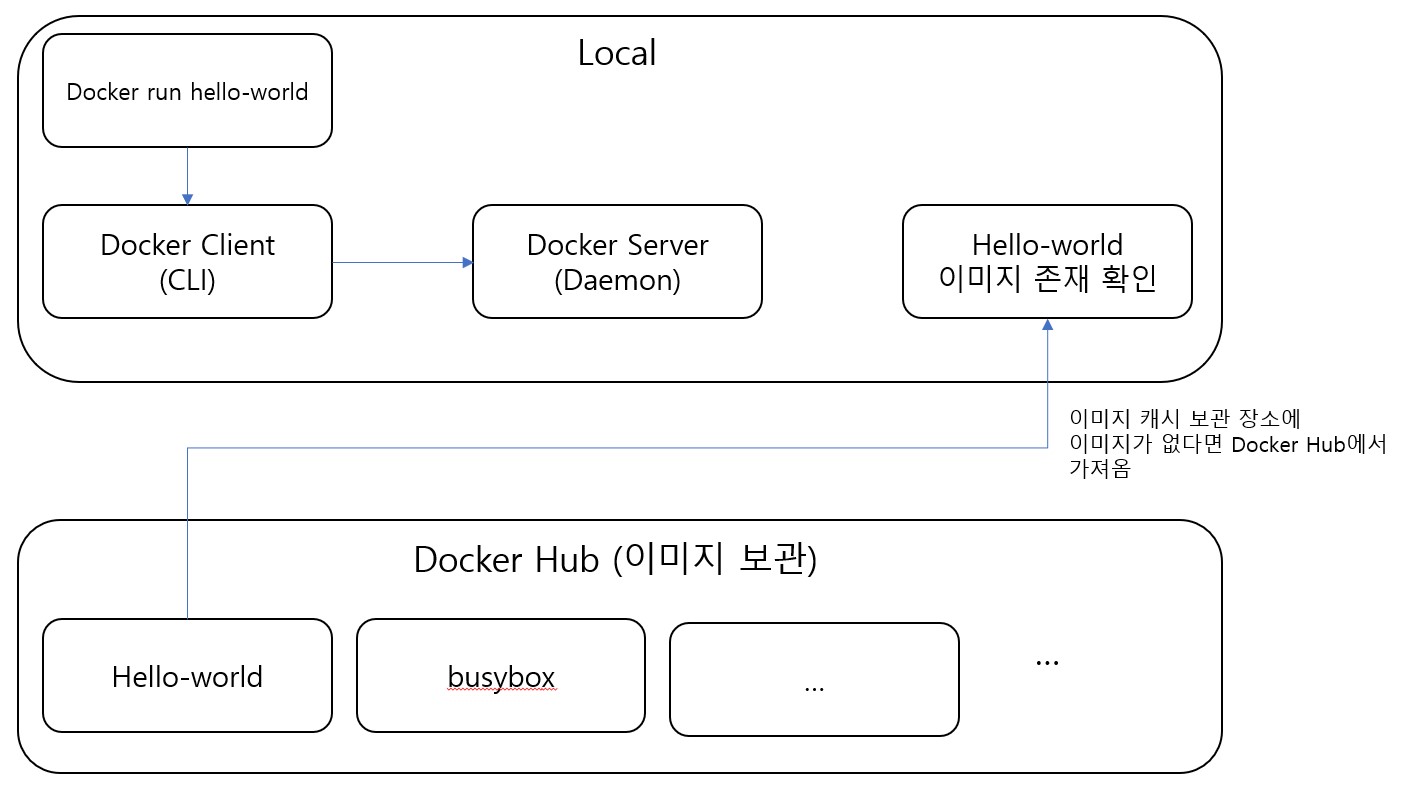 Local
Docker run hello-world
Docker Client
(CLI)
Docker Server
(Daemon)
Hello-world
이미지 존재 확인
이미지 캐시 보관 장소에
이미지가 없다면 Docker Hub에서
가져옴
Docker Hub (이미지 보관)
Hello-world
busybox
...
...